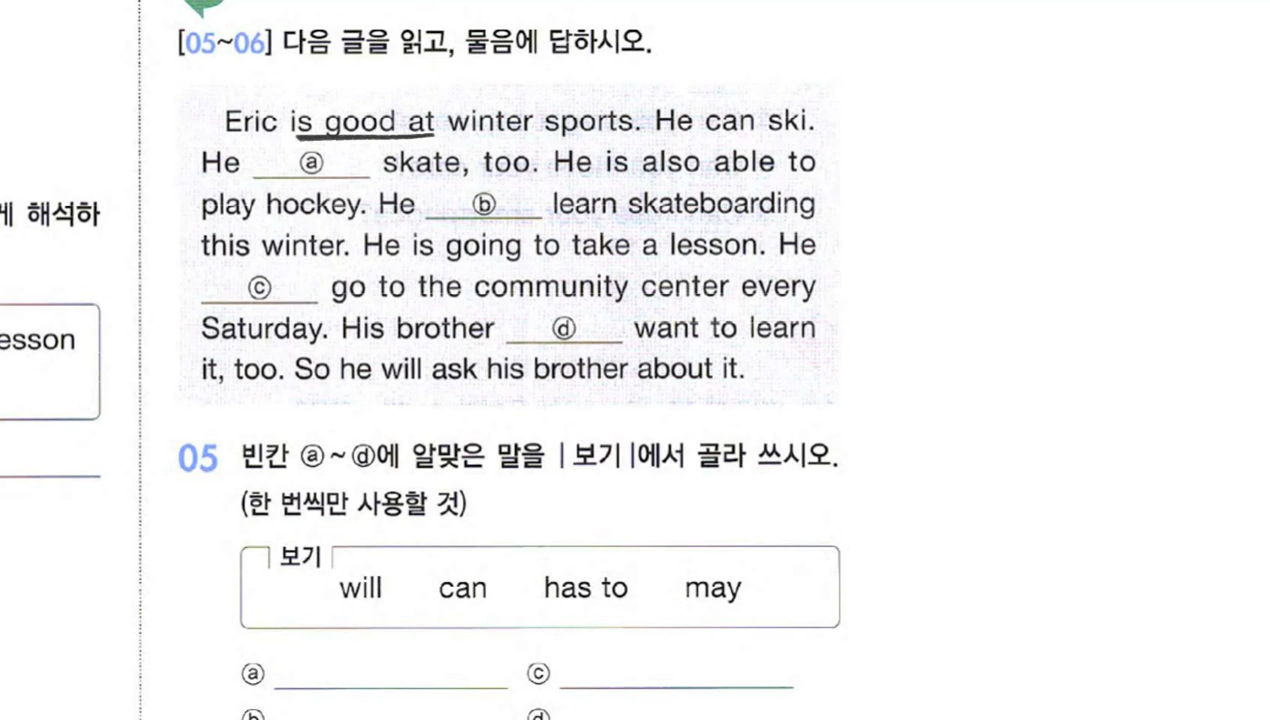 [05~06] 다음 글을 읽고, 물음에 답하시오.
Eric is good at winter sports. He can ski.
He ⓐ skate, too. He is also able to
play hockey. He ⓑ learn skateboarding
this winter. He is going to take a lesson. He
ⓒ go to the community center every
Saturday. His brother ⓓ want to learn
it, too. So he will ask his brother about it.
05 빈칸 ⓐ~ⓓ에 알맞은 말을 |보기|에서 골라 쓰시오.
(한 번씩만 사용할 것)
보기
will can has to may
ⓐ ⓒ
ⓑ ⓓ
게 해석하
esson